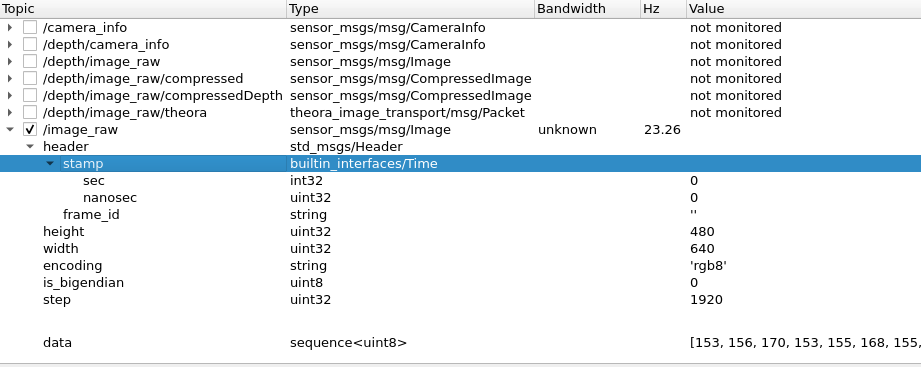 Topic Type Bandwidth Hz Value
/camera_info sensor_msgs/msg/CameraInfo not monitored
/depth/camera_info sensor_msgs/msg/CameraInfo not monitored
/depth/image_raw sensor_msgs/msg/Image not monitored
/depth/image_raw/compressed sensor_msgs/msg/CompressedImage not monitored
/depth/image_raw/compressedDepth sensor_msgs/msg/CompressedImage not monitored
/depth/image_raw/theora theora_image_transport/msg/Packet not monitored
/image_raw sensor_msgs/msg/Image unknown 23.26
header std_msgs/Header
stamp builtin_interfaces/Time
sec int32 0
nanosec uint32 0
frame_id string ''
height uint32 480
width uint32 640
encoding string 'rgb8'
is_bigendian uint8 0
step uint32 1920
data sequence<uint8> [153, 156, 170, 153, 155, 168, 155,